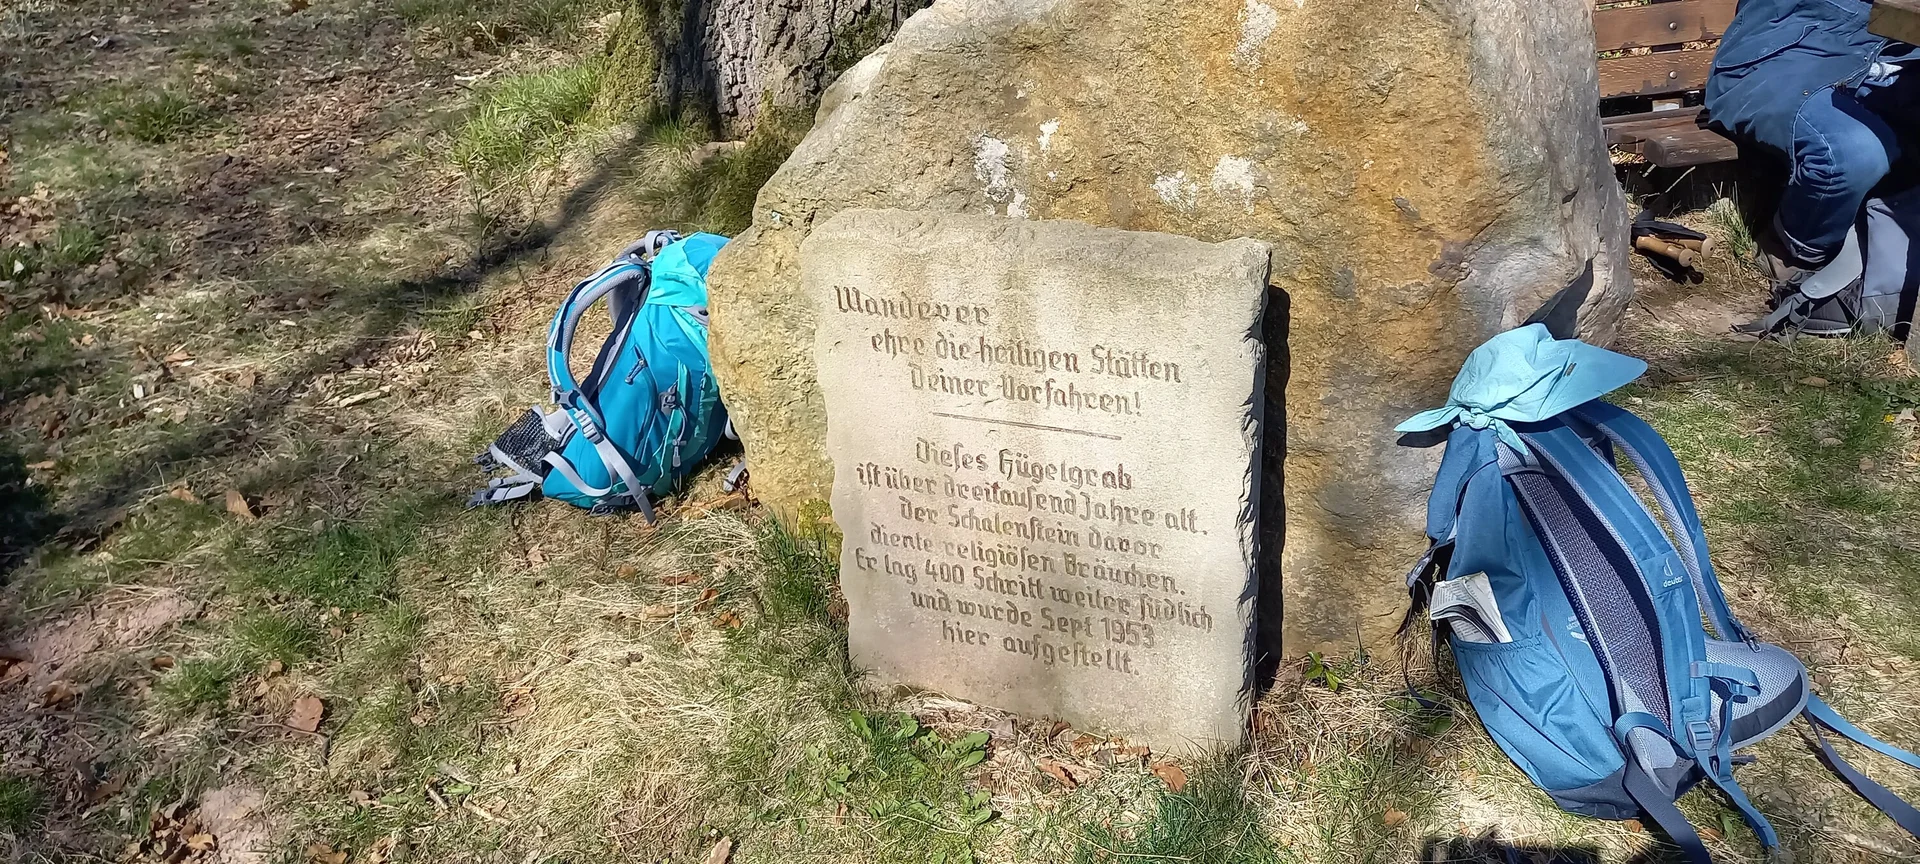 Wanderer
ehre die heiligen Stätten
Deiner Vorfahren!
Dieses Hügelgrab
ist über dreitausend Jahre alt.
Der Schalenstein davor
diente religiösen Bräuchen.
Er lag 400 Schritt weiter südlich
und wurde Sept 1953
hier aufgestellt.
deuter